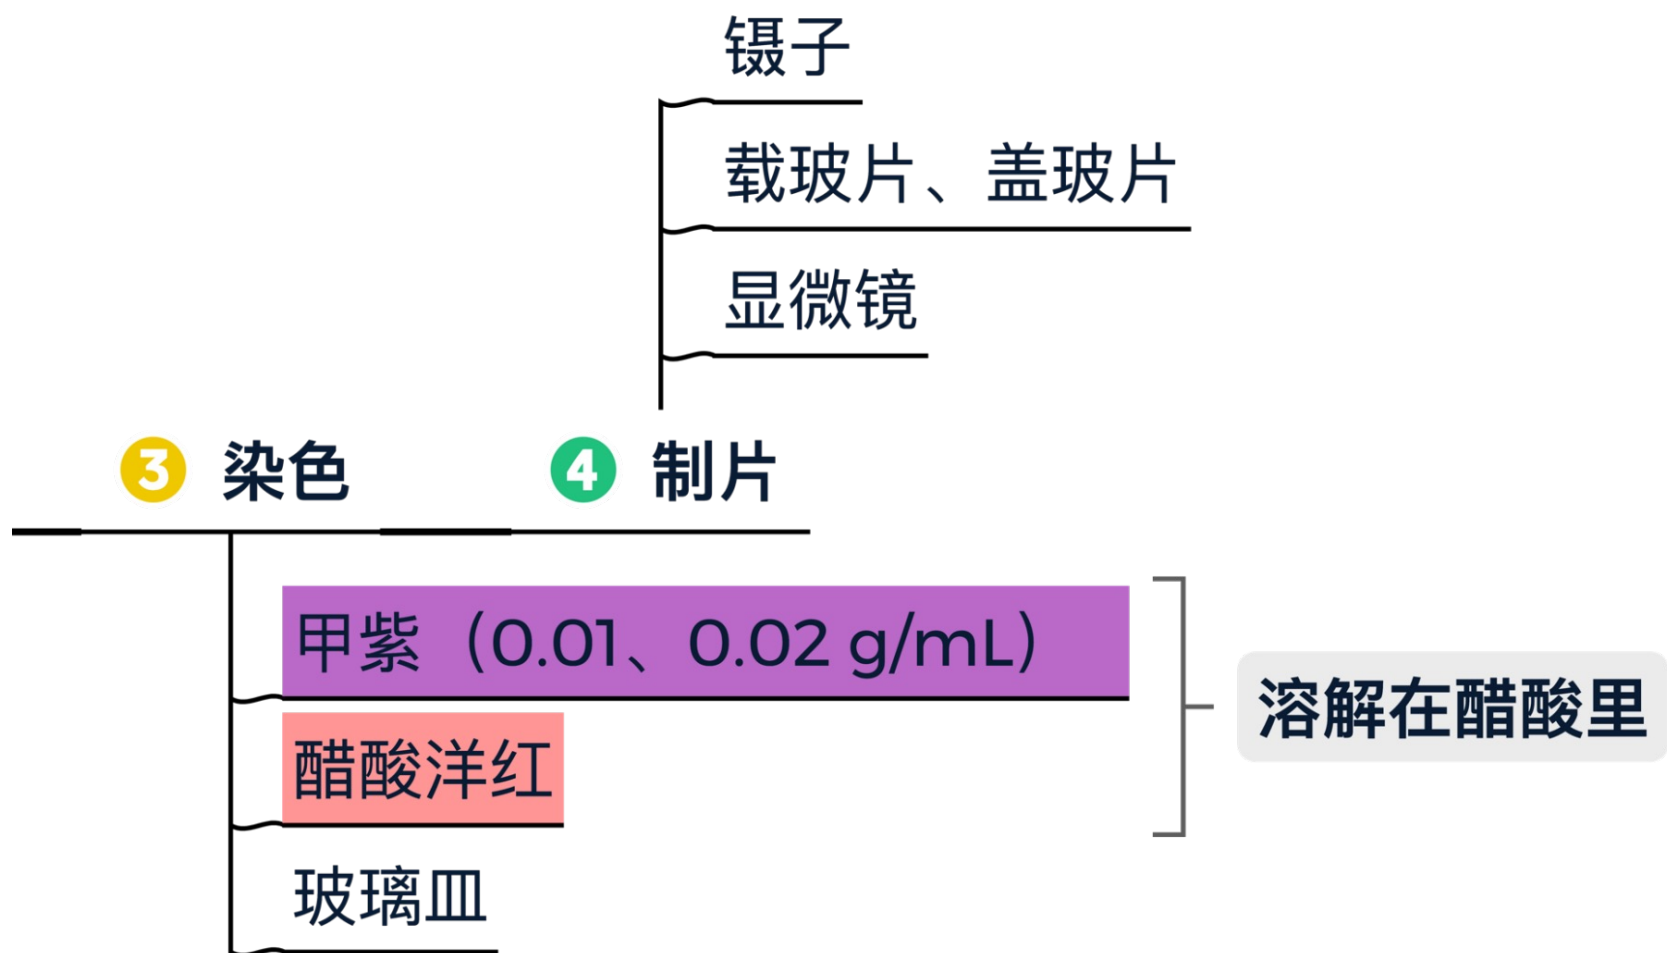 镊子
载玻片、盖玻片
显微镜
3 染色
4 制片
甲紫（0.01、0.02 g/mL）
醋酸洋红
溶解在醋酸里
玻璃皿